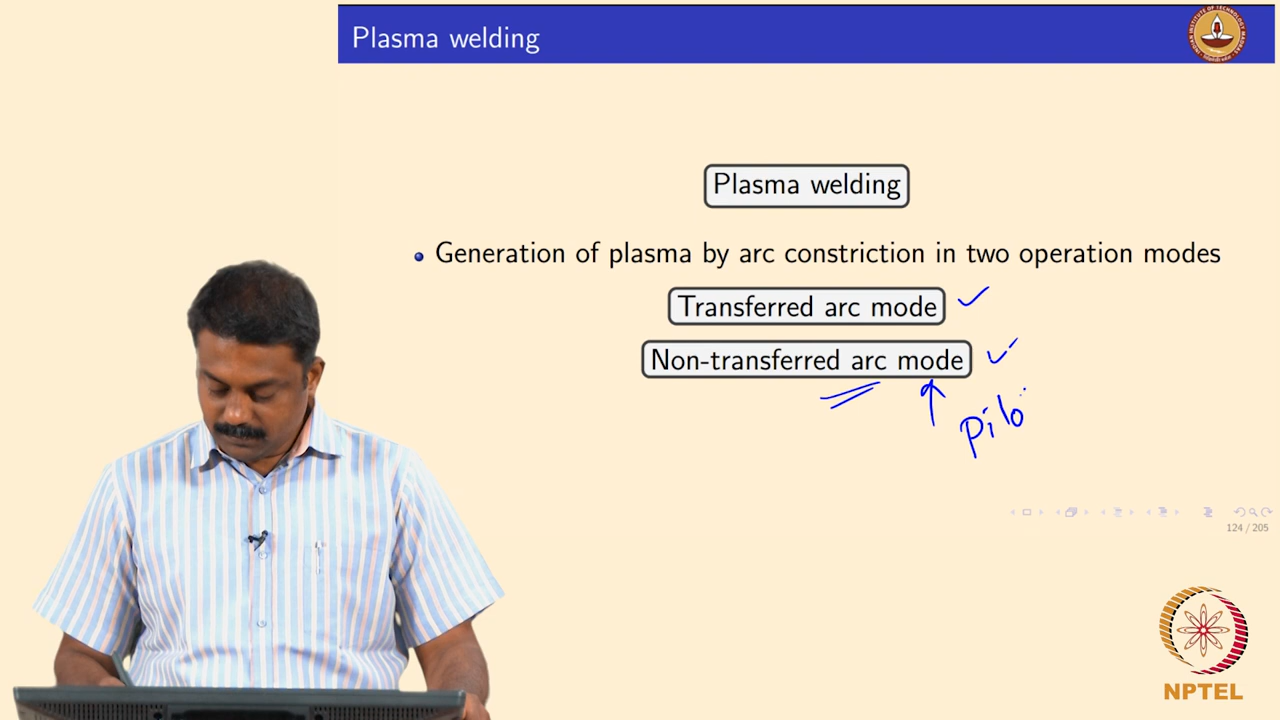 Plasma welding
Plasma welding
Generation of plasma by arc constriction in two operation modes
Transferred arc mode
Non-transferred arc mode
Pilo
124 / 205
NPTEL